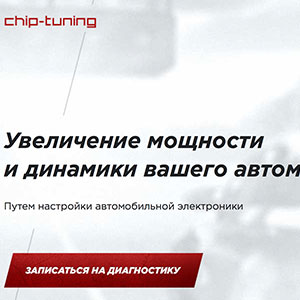 chip-tuning
Увеличение мощности
и динамики вашего автом
Путем настройки автомобильной электроники
ЗАПИСАТЬСЯ НА ДИАГНОСТИКУ